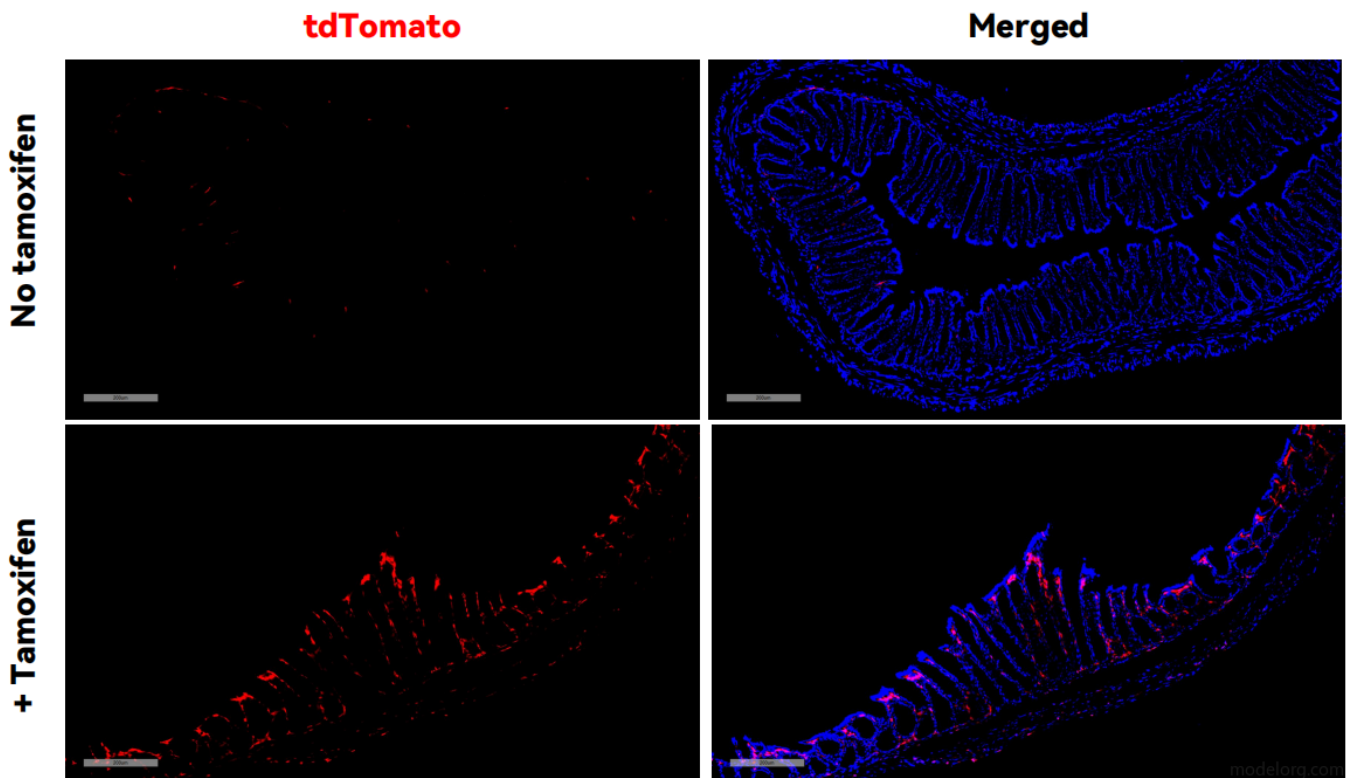 tdTomato
Merged
No tamoxifen
+ Tamoxifen
modelorg.com